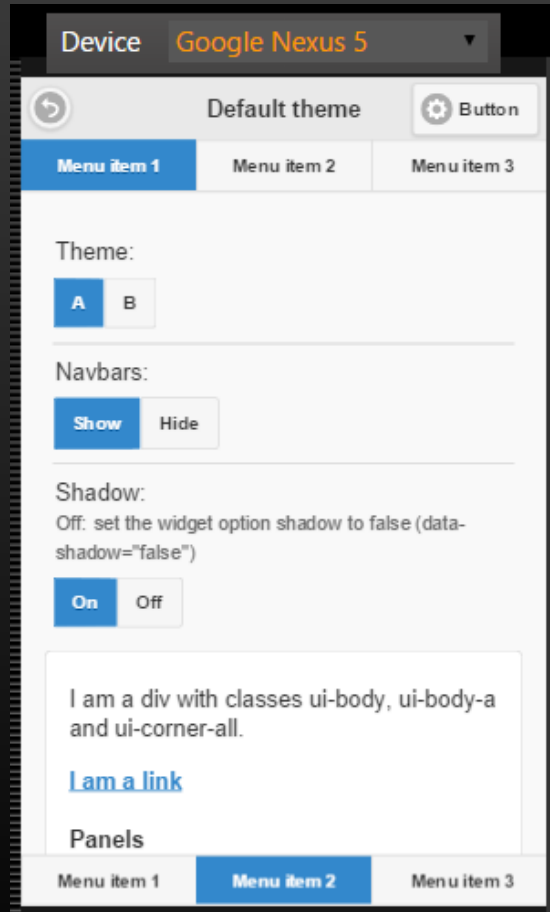 Device Google Nexus 5
Default theme Button
Menu item 1 Menu item 2 Menu item 3
Theme:
A B
Navbars:
Show Hide
Shadow:
Off: set the widget option shadow to false (data-
shadow="false")
On Off
I am a div with classes ui-body, ui-body-a
and ui-corner-all.
I am a link
Panels
Menu item 1 Menu item 2 Menu item 3